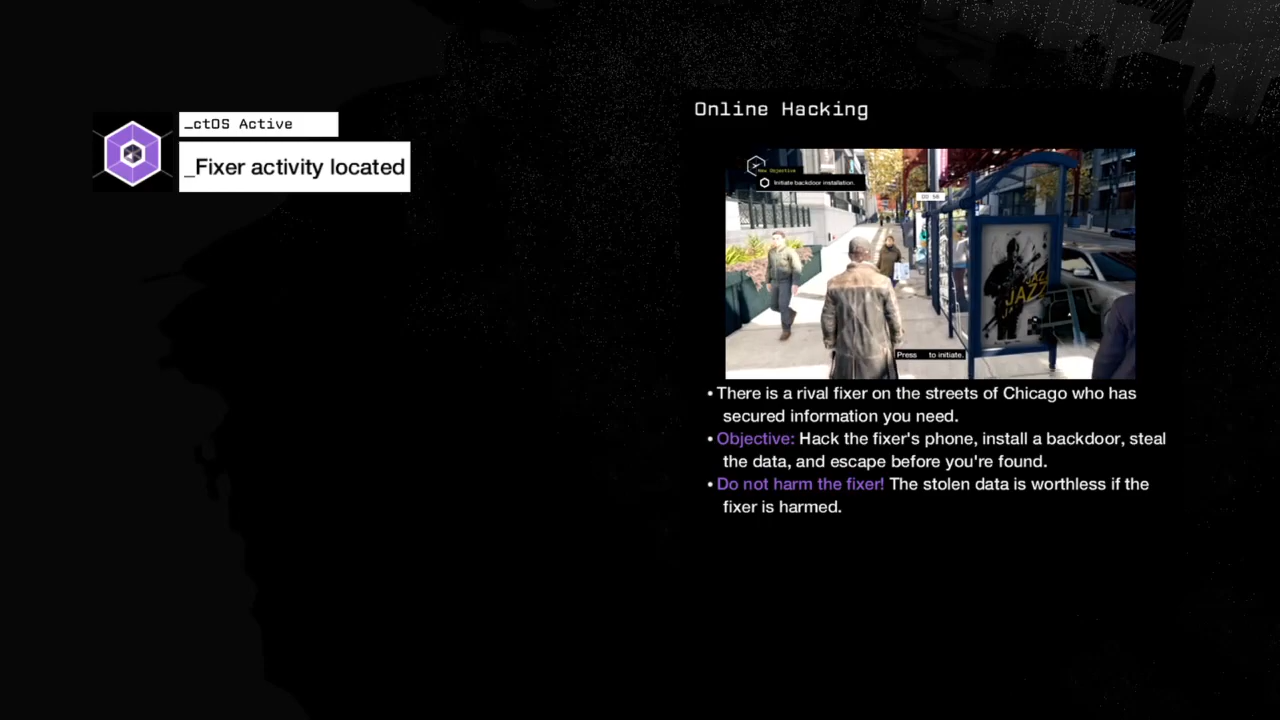 _ctOS Active
_Fixer activity located
Online Hacking
New Objective
Initiate backdoor installation.
JAZZ
JAZZ
Press to initiate.
• There is a rival fixer on the streets of Chicago who has
secured information you need.
• Objective: Hack the fixer's phone, install a backdoor, steal
the data, and escape before you're found.
• Do not harm the fixer! The stolen data is worthless if the
fixer is harmed.